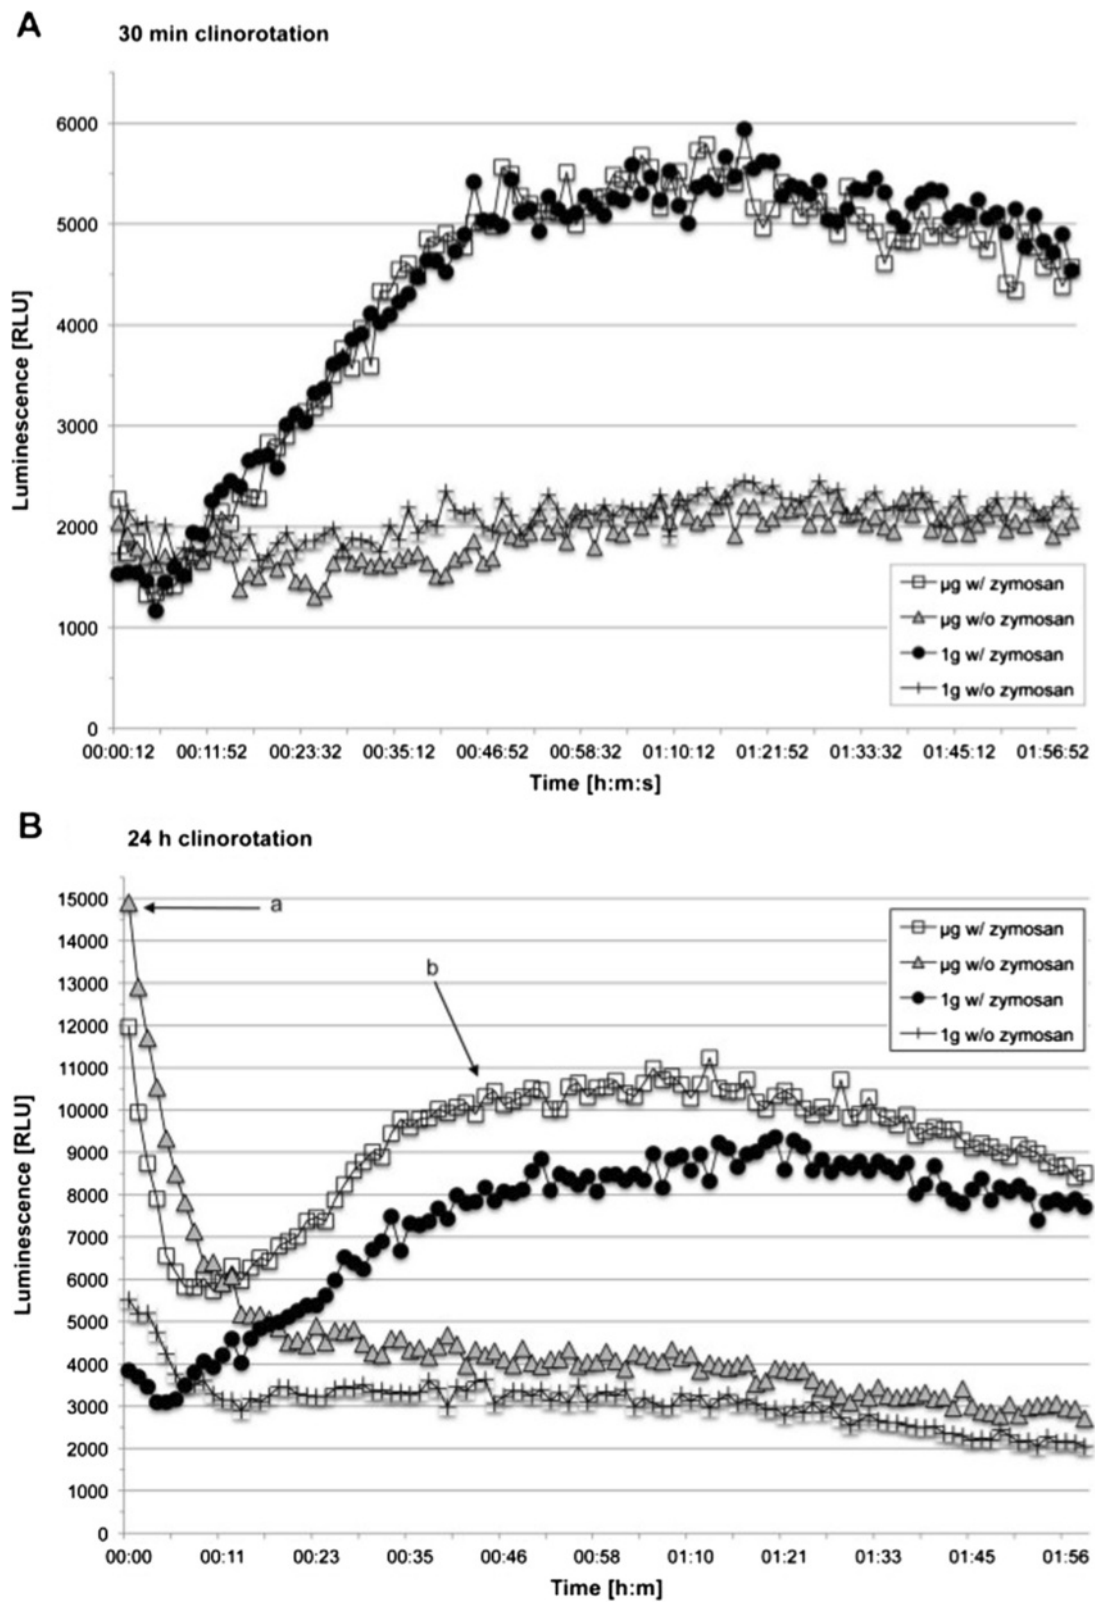 A
30 min clinorotation
Luminescence [RLU]
6000
5000
4000
3000
2000
1000
0
µg w/ zymosan
µg w/o zymosan
1g w/ zymosan
1g w/o zymosan
00:00:12 00:11:52 00:23:32 00:35:12 00:46:52 00:58:32 01:10:12 01:21:52 01:33:32 01:45:12 01:56:52
Time [h:m:s]
B
24 h clinorotation
Luminescence [RLU]
15000
14000
13000
12000
11000
10000
9000
8000
7000
6000
5000
4000
3000
2000
1000
0
a
b
µg w/ zymosan
µg w/o zymosan
1g w/ zymosan
1g w/o zymosan
00:00 00:11 00:23 00:35 00:46 00:58 01:10 01:21 01:33 01:45 01:56
Time [h:m]